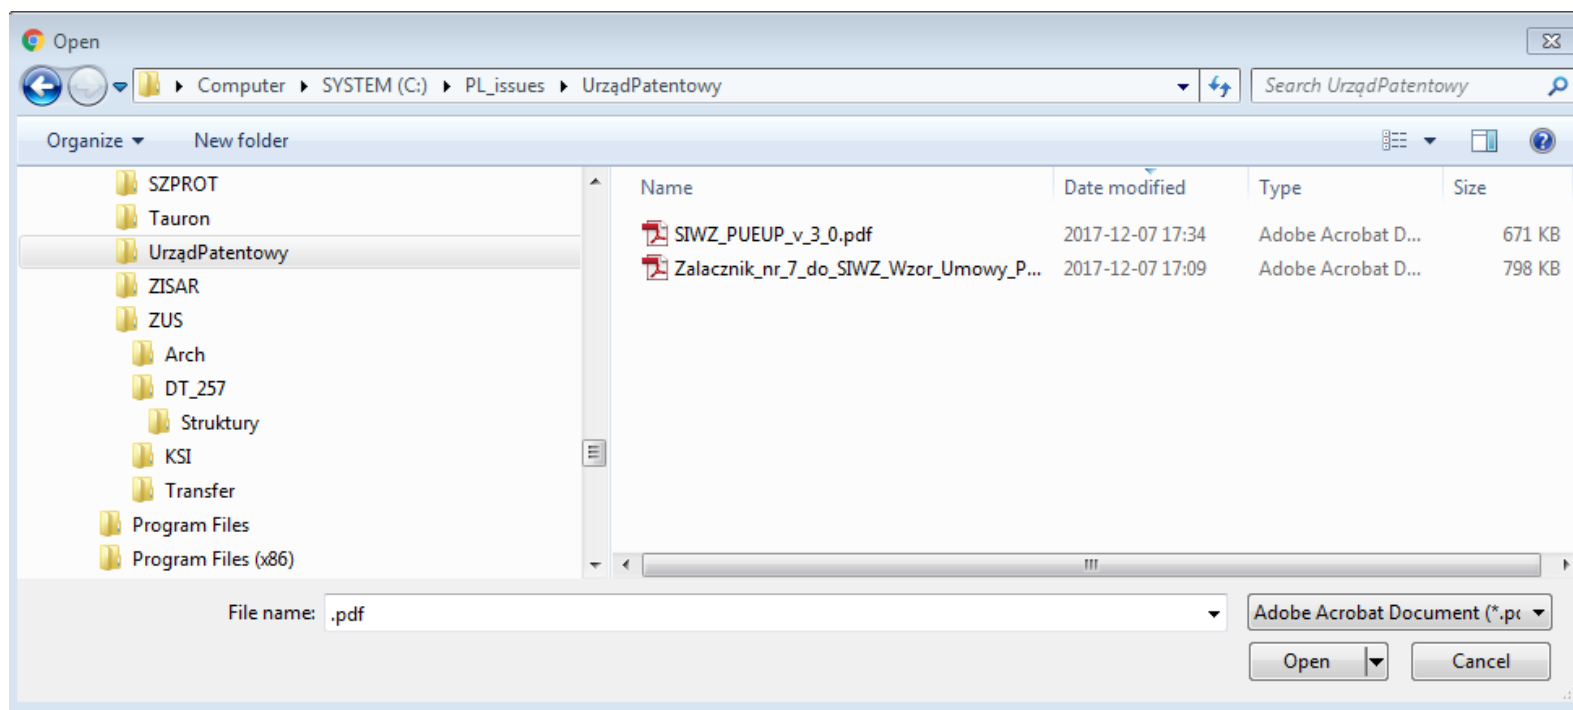 Open
Computer ▸ SYSTEM (C:) ▸ PL_issues ▸ UrządPatentowy
Search UrządPatentowy
Organize New folder
SZPROT
Tauron
UrządPatentowy
ZISAR
ZUS
Arch
DT_257
Struktury
KSI
Transfer
Program Files
Program Files (x86)
Name Date modified Type Size
SIWZ_PUEUP_v_3_0.pdf 2017-12-07 17:34 Adobe Acrobat D... 671 KB
Zalacznik_nr_7_do_SIWZ_Wzor_Umowy_P... 2017-12-07 17:09 Adobe Acrobat D... 798 KB
File name: .pdf
Adobe Acrobat Document (*.pc
Open Cancel